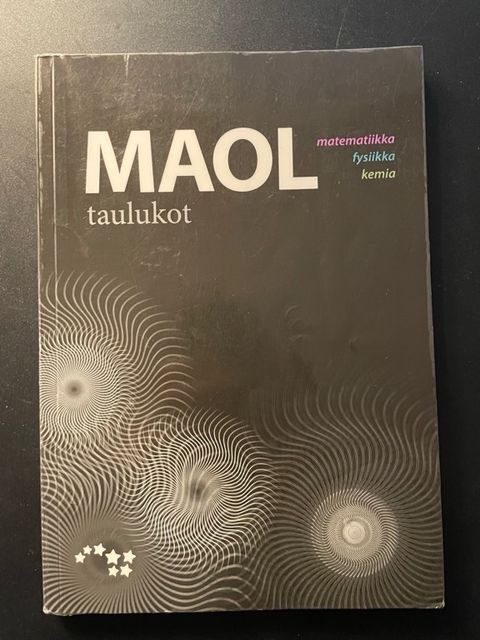 MAOL
taulukot
matematiikka
fysiikka
kemia